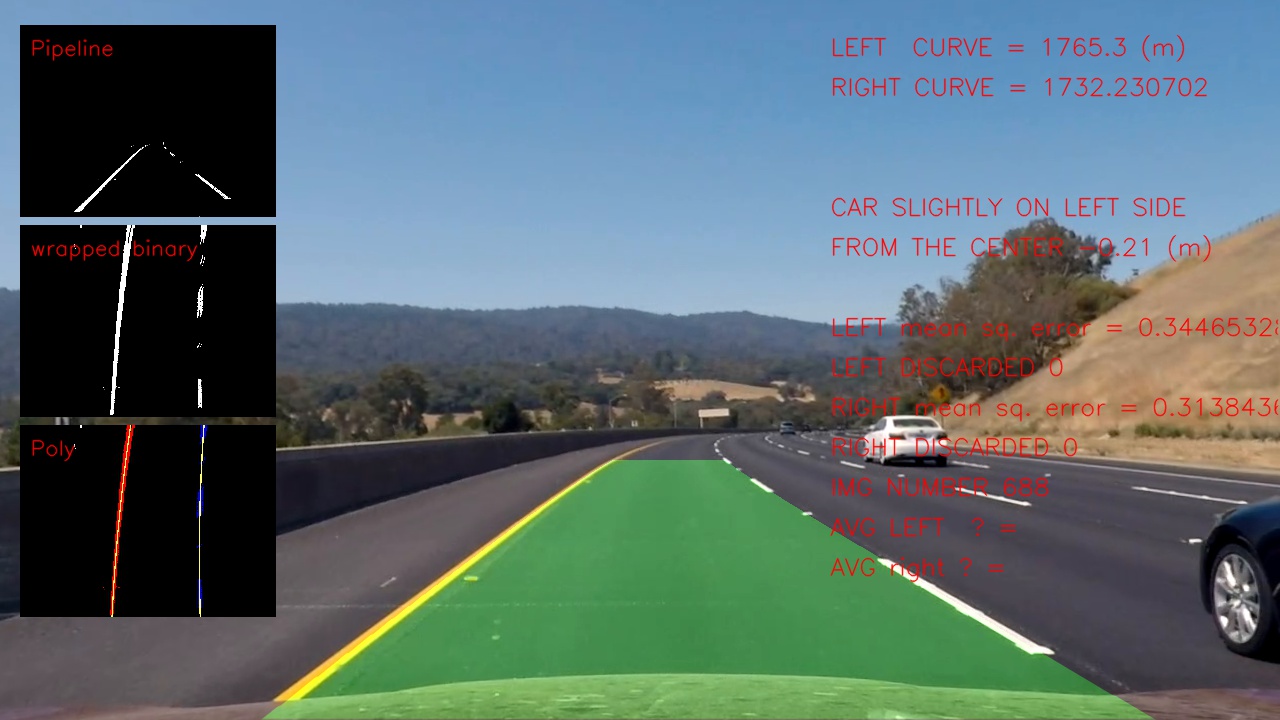 Pipeline
wrapped binary
Poly
LEFT CURVE = 1765.3 (m)
RIGHT CURVE = 1732.230702
CAR SLIGHTLY ON LEFT SIDE
FROM THE CENTER -0.21 (m)
LEFT mean sq. error = 0.3446532
LEFT DISCARDED 0
RIGHT mean sq. error = 0.313843
RIGHT DISCARDED 0
IMG NUMBER 688
AVG LEFT ? =
AVG right ? =